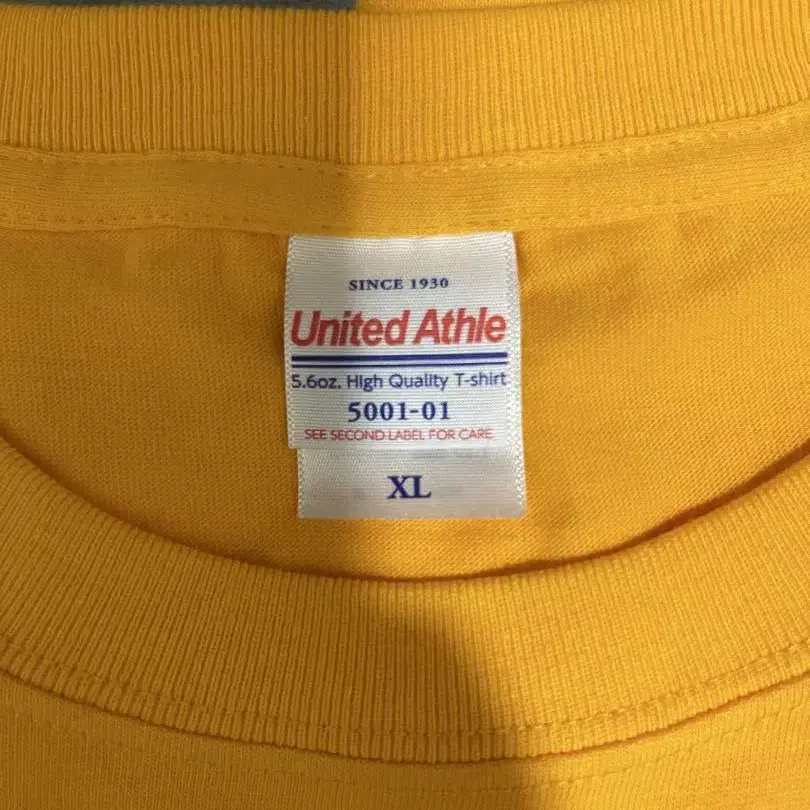 SINCE 1930
United Athle
5.6oz. High Quality T-shirt
5001-01
SEE SECOND LABEL FOR CARE
XL